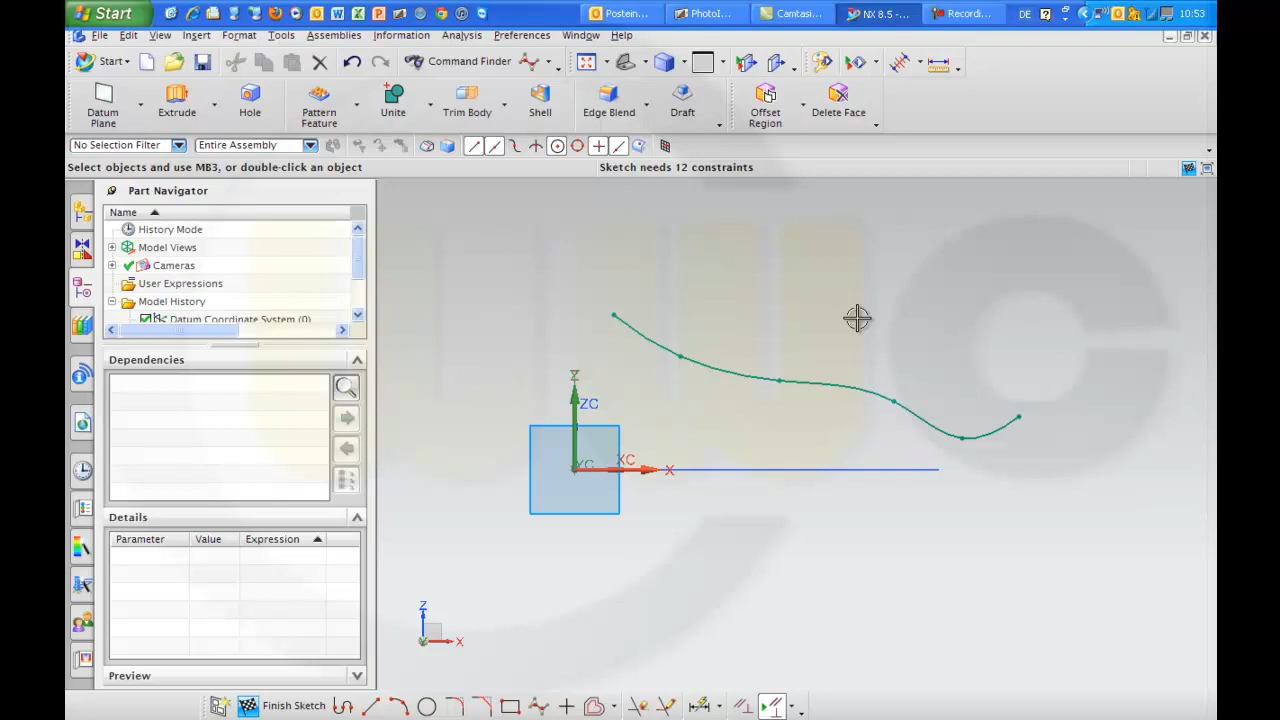 Start
Postein...
PhotoI...
Camtasi...
NX 8.5 -...
Recordi...
DE
10:53
File Edit View Insert Format Tools Assemblies Information Analysis Preferences Window Help
Start
Command Finder
Datum Plane
Extrude
Hole
Pattern Feature
Unite
Trim Body
Shell
Edge Blend
Draft
Offset Region
Delete Face
No Selection Filter
Entire Assembly
Select objects and use MB3, or double-click an object
Sketch needs 12 constraints
Part Navigator
Name
History Mode
Model Views
Cameras
User Expressions
Model History
Datum Coordinate System (0)
Dependencies
Details
Parameter Value Expression
Preview
Z
ZC
YC
XC
X
Z
Y
X
Finish Sketch